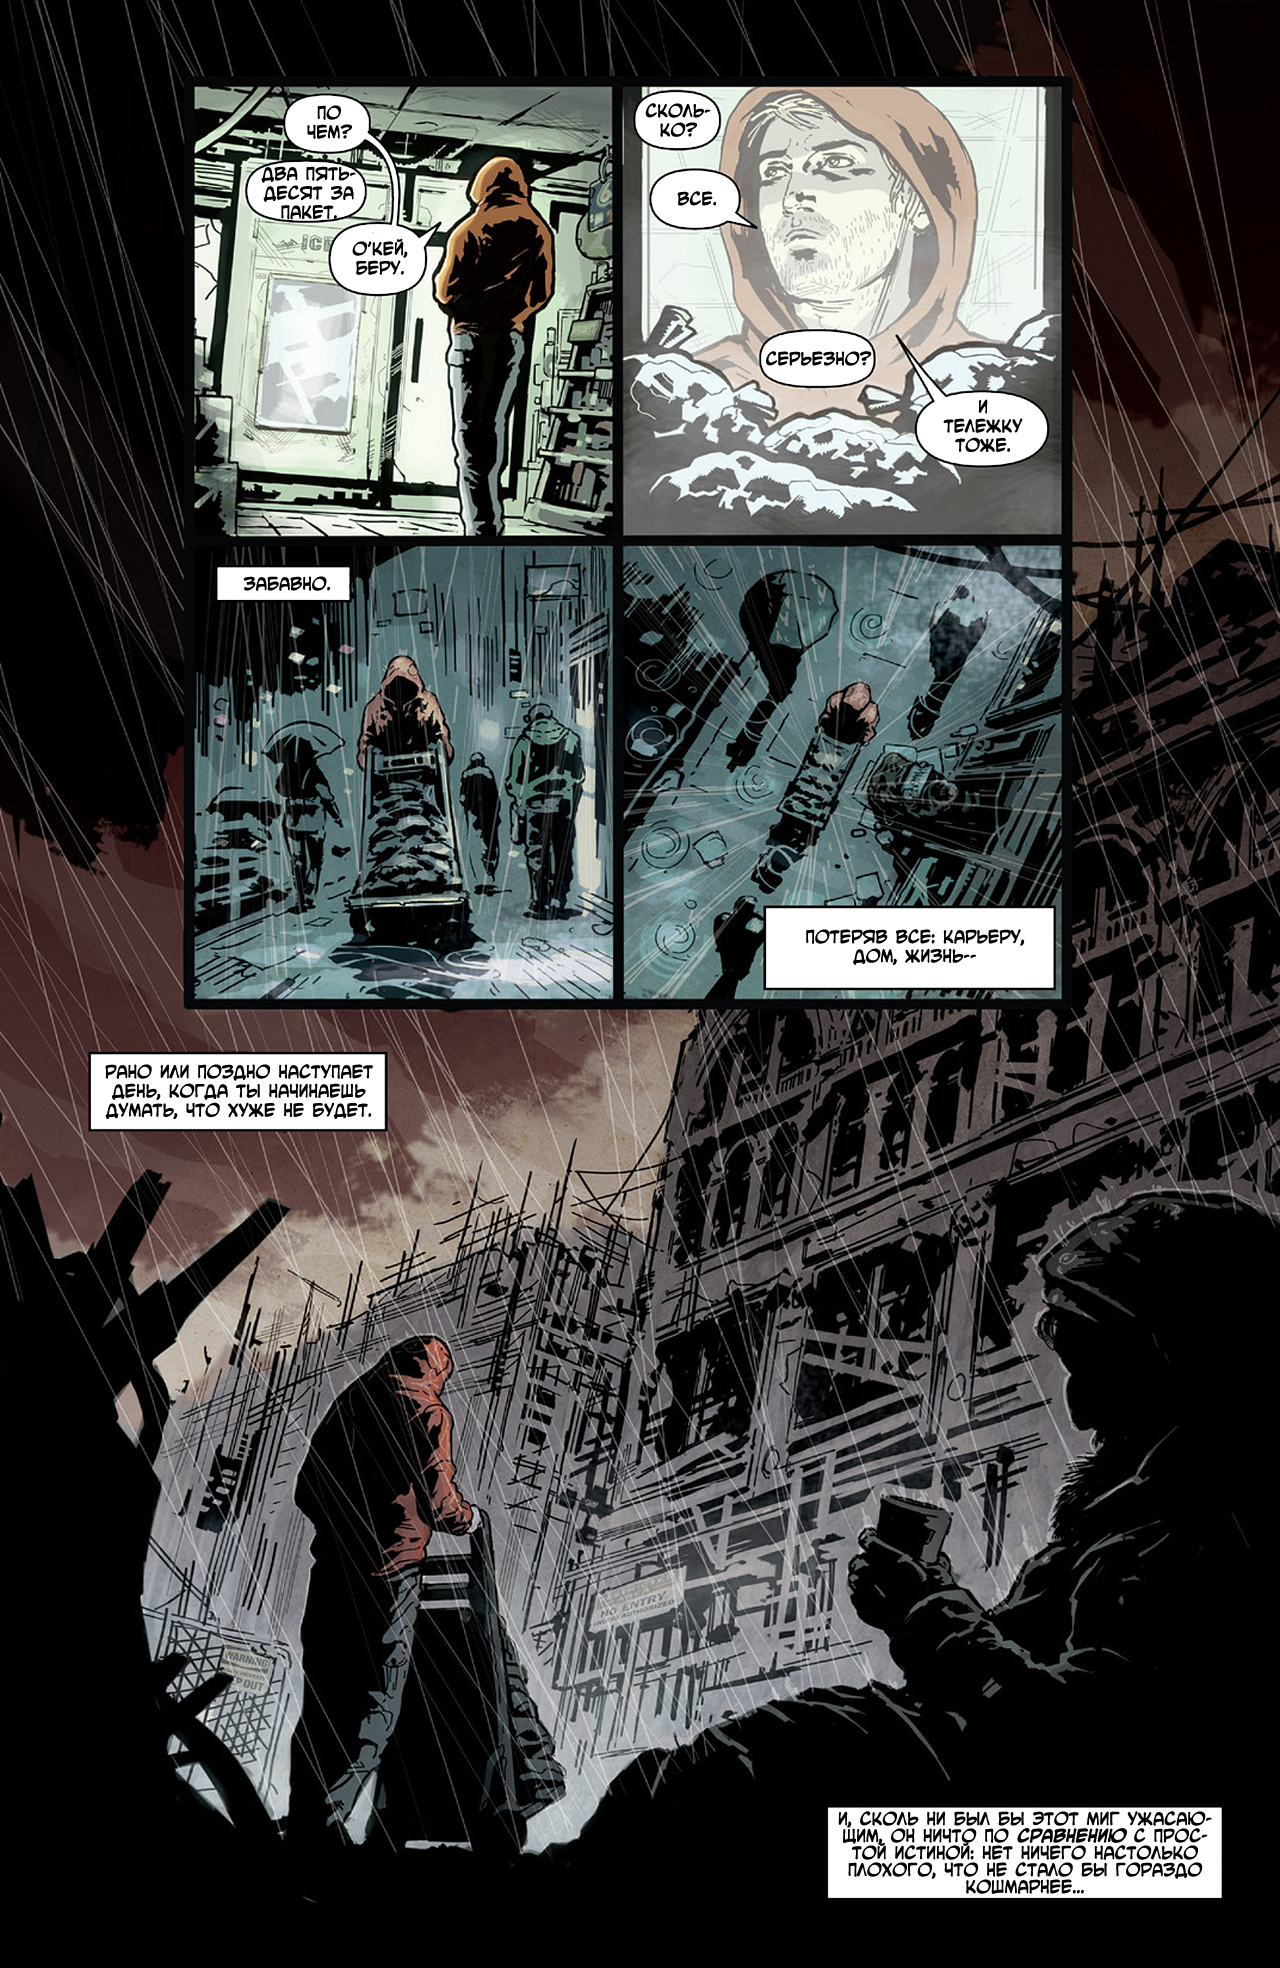 ПО
ЧЕМ?
ДВА ПЯТЬ-
ДЕСЯТ ЗА
ПАКЕТ.
О'КЕЙ,
БЕРУ.
ICE
СКОЛЬ-
КО?
ВСЕ.
СЕРЬЕЗНО?
И
ТЕЛЕЖКУ
ТОЖЕ.
ЗАБАВНО.
ПОТЕРЯВ ВСЕ: КАРЬЕРУ,
ДОМ, ЖИЗНЬ--
РАНО ИЛИ ПОЗДНО НАСТУПАЕТ
ДЕНЬ, КОГДА ТЫ НАЧИНАЕШЬ
ДУМАТЬ, ЧТО ХУЖЕ НЕ БУДЕТ.
NO ENTRY
WARNING
OUT
И, СКОЛЬ НИ БЫЛ БЫ ЭТОТ МИГ УЖАСАЮ-
ЩИМ, ОН НИЧТО ПО СРАВНЕНИЮ С ПРОС-
ТОЙ ИСТИНОЙ: НЕТ НИЧЕГО НАСТОЛЬКО
ПЛОХОГО, ЧТО НЕ СТАЛО БЫ ГОРАЗДО
КОШМАРНЕЕ...